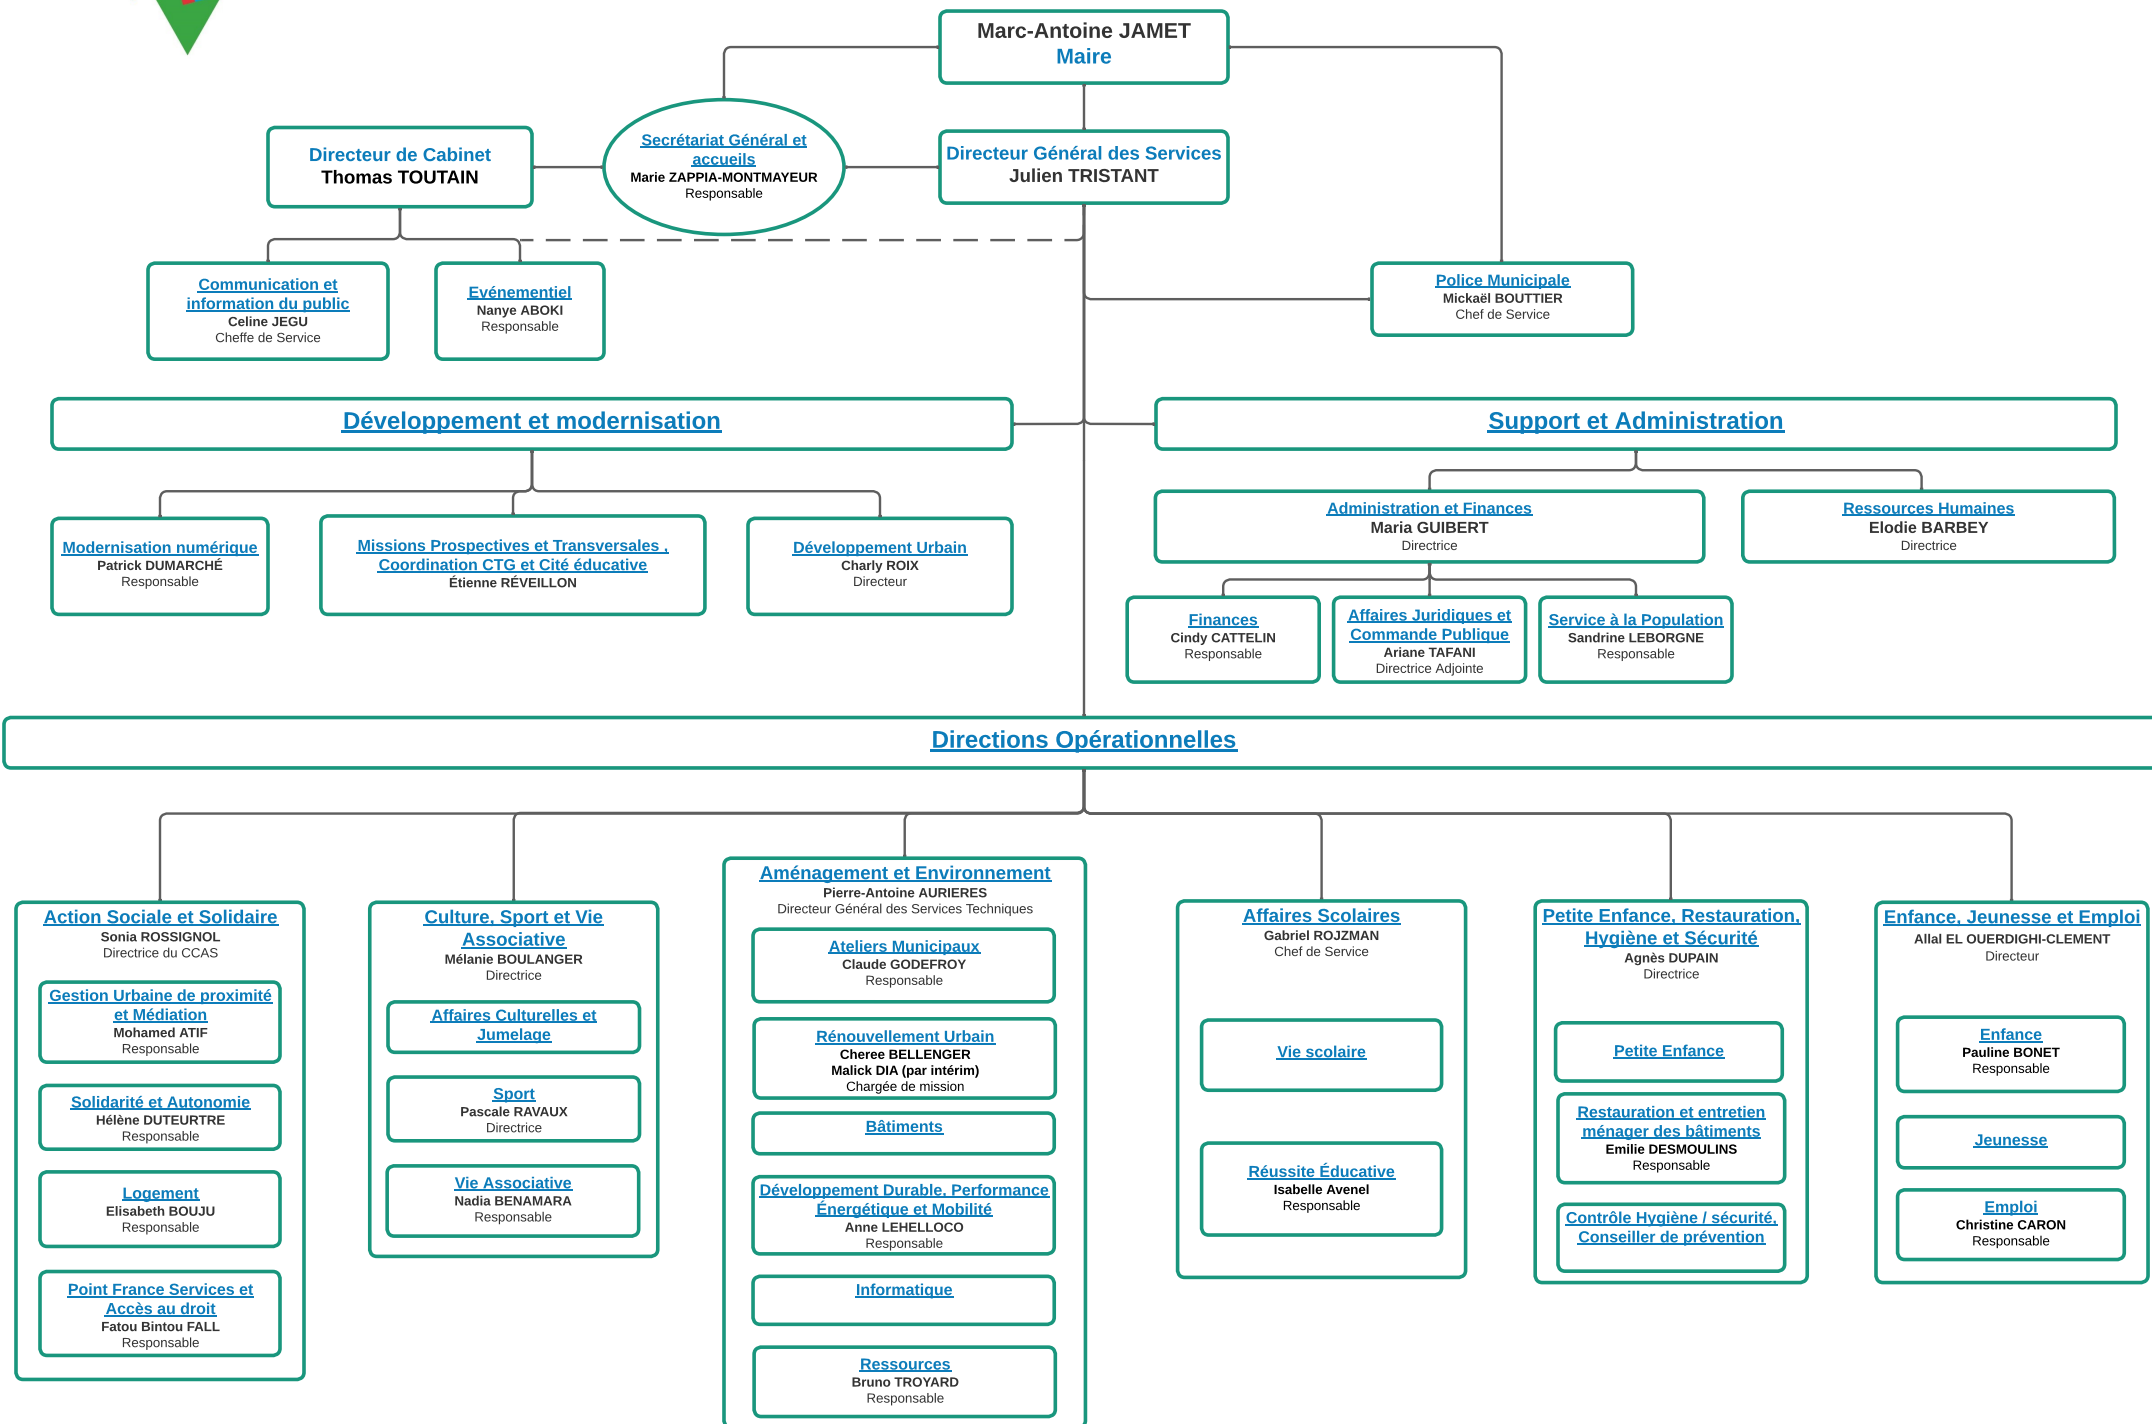 Marc-Antoine JAMET
Maire
Directeur de Cabinet
Thomas TOUTAIN
Secrétariat Général et
accueils
Marie ZAPPIA-MONTMAYEUR
Responsable
Directeur Général des Services
Julien TRISTANT
Communication et
information du public
Celine JEGU
Cheffe de Service
Evénementiel
Nanye ABOKI
Responsable
Police Municipale
Mickaël BOUTTIER
Chef de Service
Développement et modernisation
Support et Administration
Modernisation numérique
Patrick DUMARCHÉ
Responsable
Missions Prospectives et Transversales ,
Coordination CTG et Cité éducative
Étienne RÉVEILLON
Développement Urbain
Charly ROIX
Directeur
Administration et Finances
Maria GUIBERT
Directrice
Ressources Humaines
Elodie BARBEY
Directrice
Finances
Cindy CATTELIN
Responsable
Affaires Juridiques et
Commande Publique
Ariane TAFANI
Directrice Adjointe
Service à la Population
Sandrine LEBORGNE
Responsable
Directions Opérationnelles
Action Sociale et Solidaire
Sonia ROSSIGNOL
Directrice du CCAS
Gestion Urbaine de proximité
et Médiation
Mohamed ATIF
Responsable
Solidarité et Autonomie
Hélène DUTEURTRE
Responsable
Logement
Elisabeth BOUJU
Responsable
Point France Services et
Accès au droit
Fatou Bintou FALL
Responsable
Culture, Sport et Vie
Associative
Mélanie BOULANGER
Directrice
Affaires Culturelles et
Jumelage
Sport
Pascale RAVAUX
Directrice
Vie Associative
Nadia BENAMARA
Responsable
Aménagement et Environnement
Pierre-Antoine AURIERES
Directeur Général des Services Techniques
Ateliers Municipaux
Claude GODEFROY
Responsable
Rénouvellement Urbain
Cheree BELLENGER
Malick DIA (par intérim)
Chargée de mission
Bâtiments
Développement Durable, Performance
Énergétique et Mobilité
Anne LEHELLOCO
Responsable
Informatique
Ressources
Bruno TROYARD
Responsable
Affaires Scolaires
Gabriel ROJZMAN
Chef de Service
Vie scolaire
Réussite Éducative
Isabelle Avenel
Responsable
Petite Enfance, Restauration,
Hygiène et Sécurité
Agnès DUPAIN
Directrice
Petite Enfance
Restauration et entretien
ménager des bâtiments
Emilie DESMOULINS
Responsable
Contrôle Hygiène / sécurité,
Conseiller de prévention
Enfance, Jeunesse et Emploi
Allal EL OUERDIGHI-CLEMENT
Directeur
Enfance
Pauline BONET
Responsable
Jeunesse
Emploi
Christine CARON
Responsable